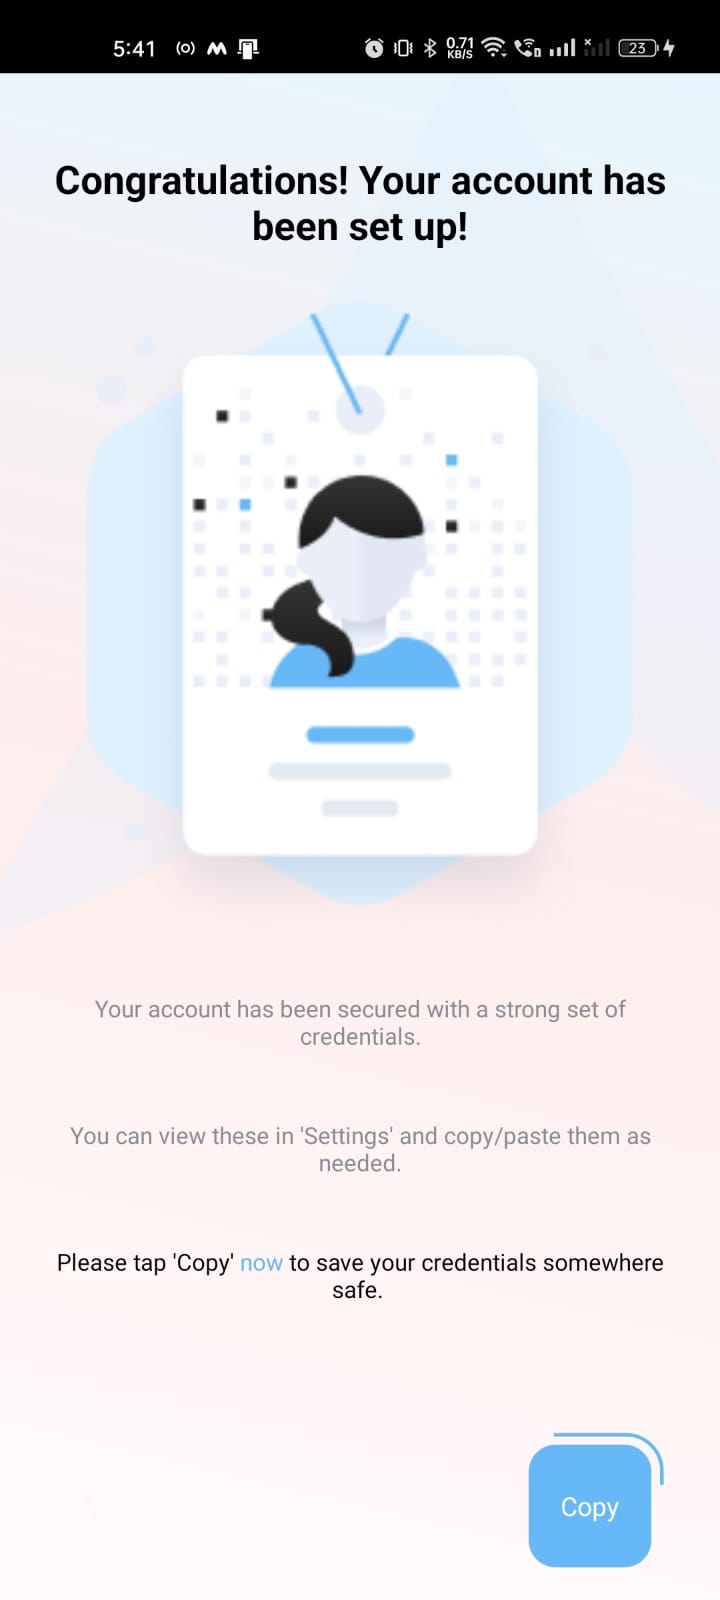 5:41 0.71 KB/S 23
Congratulations! Your account has
been set up!
Your account has been secured with a strong set of
credentials.
You can view these in 'Settings' and copy/paste them as
needed.
Please tap 'Copy' now to save your credentials somewhere
safe.
Copy